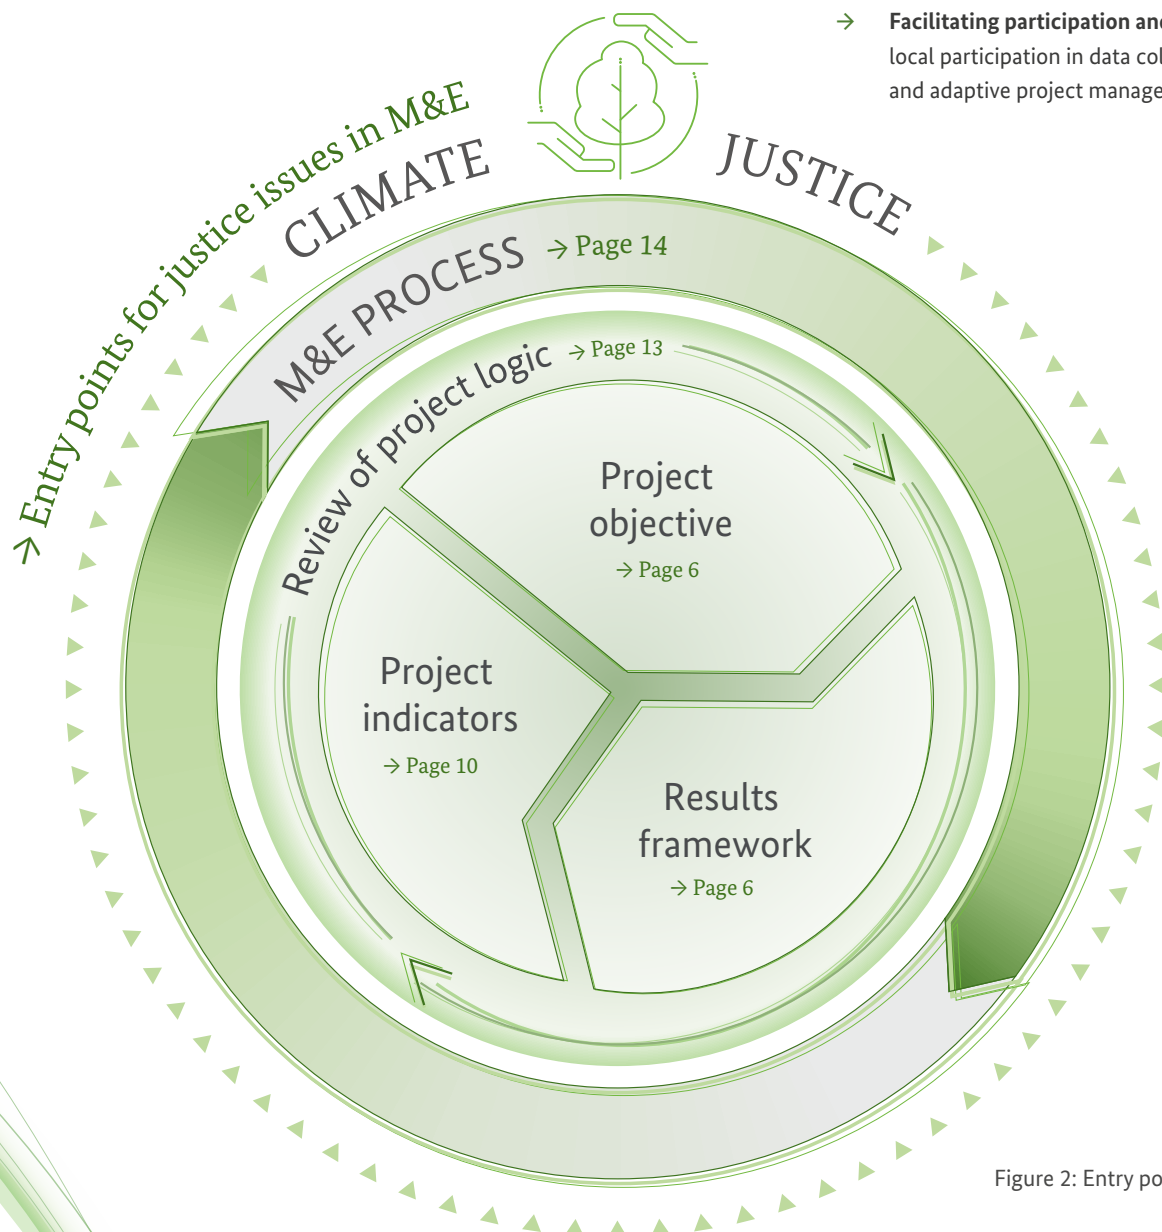 → Facilitating participation and
local participation in data col
and adaptive project manage
→ Entry points for justice issues in M&E
CLIMATE JUSTICE
M&E PROCESS → Page 14
Review of project logic → Page 13
Project
objective
→ Page 6
Project
indicators
→ Page 10
Results
framework
→ Page 6
Figure 2: Entry po